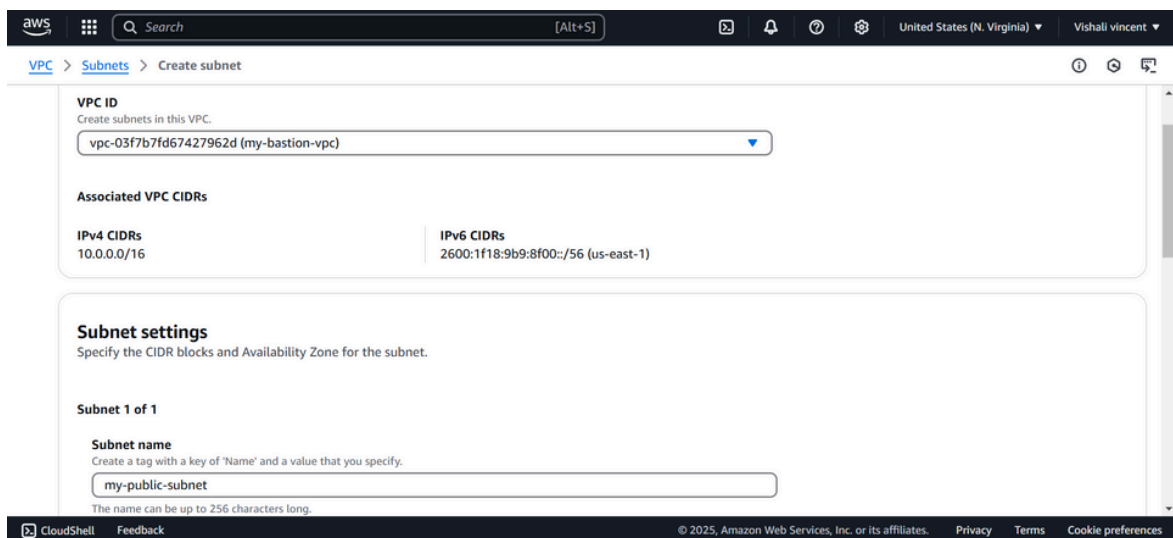 aws
Search [Alt+S]
United States (N. Virginia) ▼ Vishali vincent ▼
VPC > Subnets > Create subnet
VPC ID
Create subnets in this VPC.
vpc-03f7b7fd67427962d (my-bastion-vpc)
Associated VPC CIDRs
IPv4 CIDRs
10.0.0.0/16
IPv6 CIDRs
2600:1f18:9b9:8f00::/56 (us-east-1)
Subnet settings
Specify the CIDR blocks and Availability Zone for the subnet.
Subnet 1 of 1
Subnet name
Create a tag with a key of 'Name' and a value that you specify.
my-public-subnet
The name can be up to 256 characters long.
CloudShell Feedback © 2025, Amazon Web Services, Inc. or its affiliates. Privacy Terms Cookie preferences